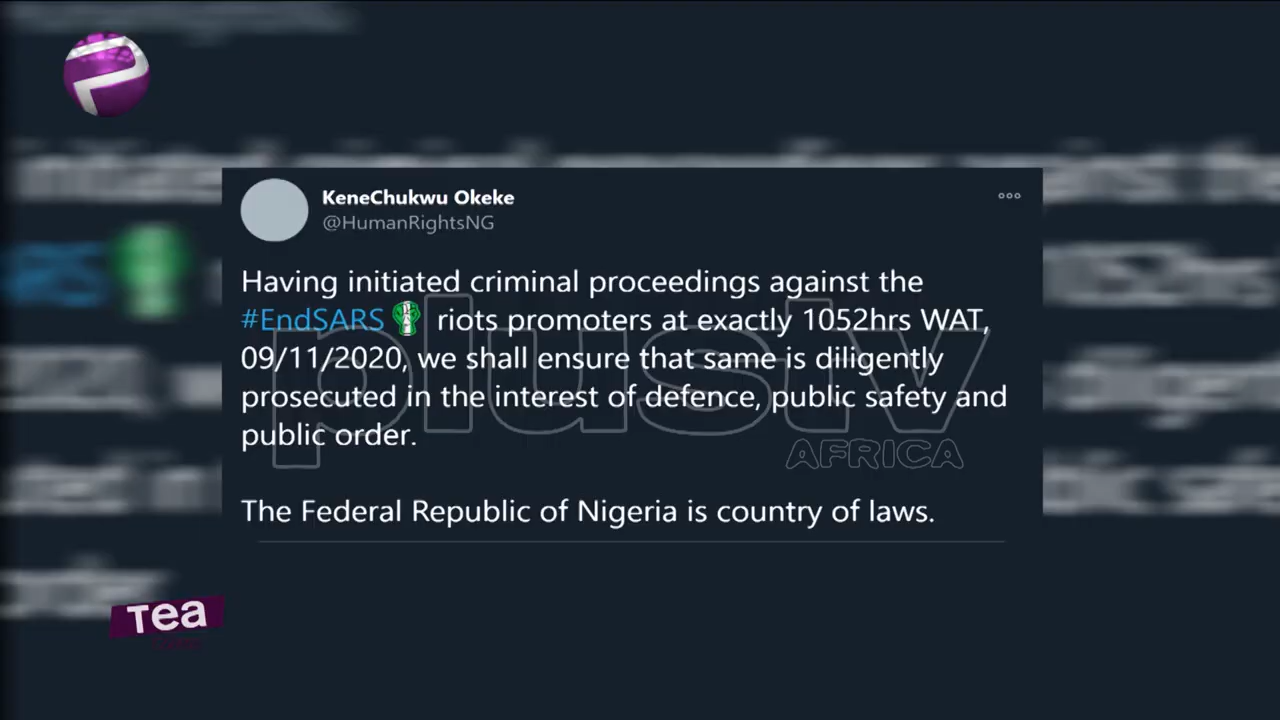 KeneChukwu Okeke
@HumanRightsNG
Having initiated criminal proceedings against the
#EndSARS riots promoters at exactly 1052hrs WAT,
09/11/2020, we shall ensure that same is diligently
prosecuted in the interest of defence, public safety and
public order.
The Federal Republic of Nigeria is country of laws.
plustv
AFRICA
Tea